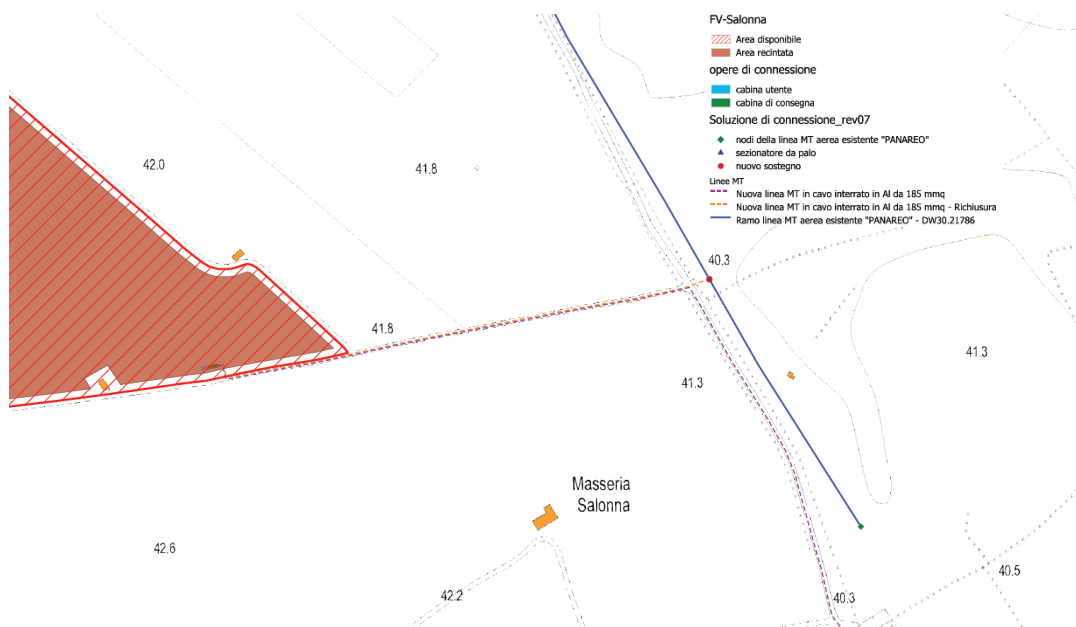 FV-Salonna
Area disponibile
Area recintata
opere di connessione
cabina utente
cabina di consegna
Soluzione di connessione_rev07
nodi della linea MT aerea esistente "PANAREO"
sezionatore da palo
nuovo sostegno
Linee MT
Nuova linea MT in cavo interrato in Al da 185 mmq
Nuova linea MT in cavo interrato in Al da 185 mmq - Richiusura
Ramo linea MT aerea esistente "PANAREO" - DW30.21786
42.0
41.8
40.3
41.8
41.3
41.3
Masseria
Salonna
42.6
42.2
40.3
40.5